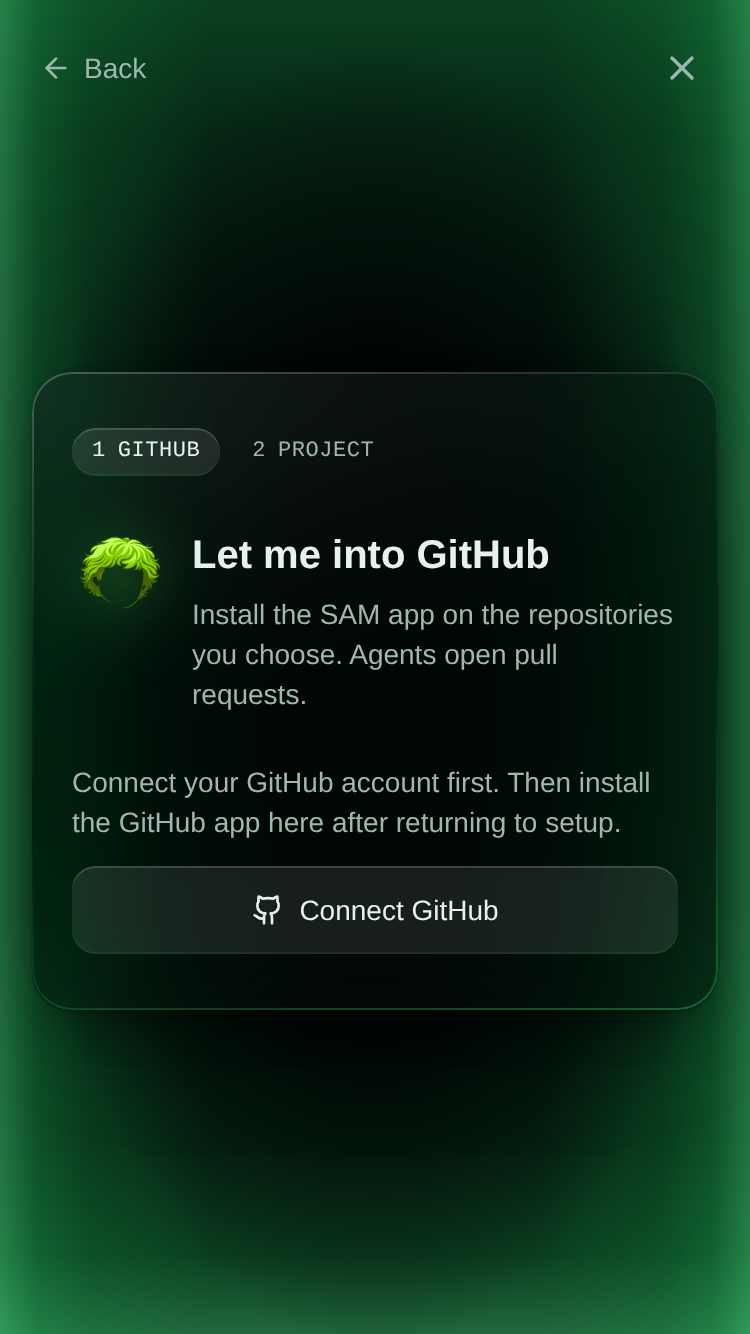 Back
1 GITHUB
2 PROJECT
Let me into GitHub
Install the SAM app on the repositories
you choose. Agents open pull
requests.
Connect your GitHub account first. Then install
the GitHub app here after returning to setup.
Connect GitHub